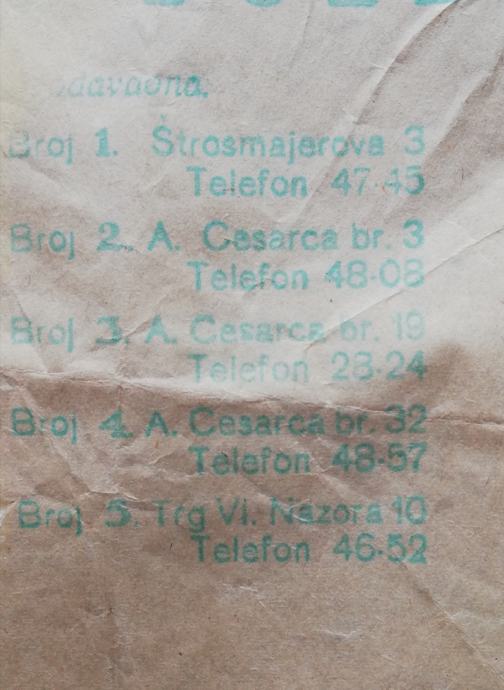 Broj 1. Štrosmajerova 3
Telefon 47-45
Broj 2. A. Cesarca br. 3
Telefon 48-08
Broj 3. A. Cesarca br. 19
Telefon 28-24
Broj 4. A. Cesarca br. 32
Telefon 48-57
Broj 5. Trg Vl. Nazora 10
Telefon 46-52